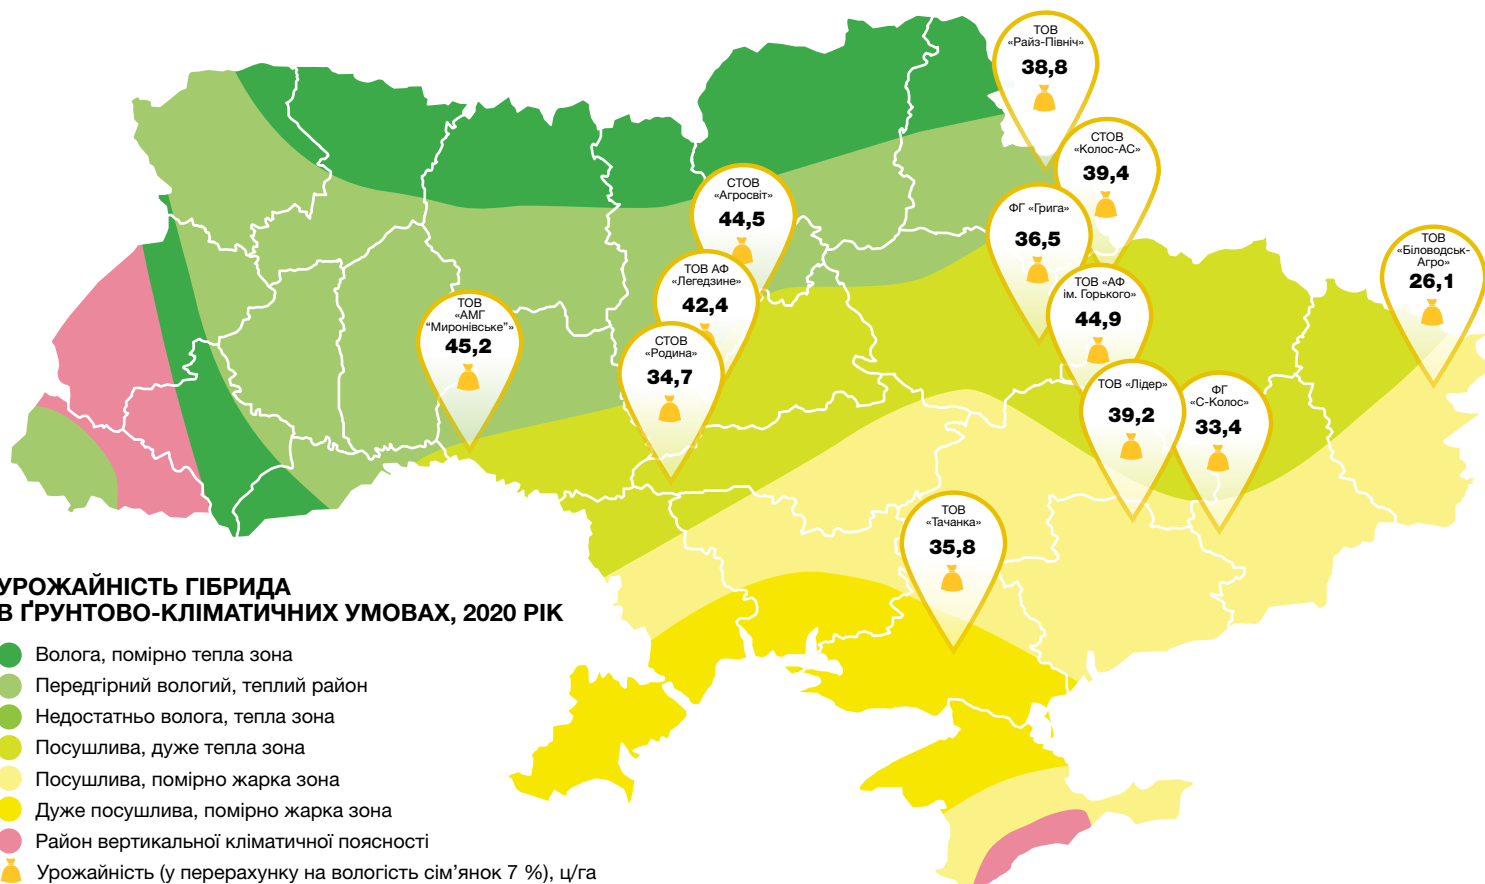 ТОВ
«Райз-Північ»
38,8
СТОВ
«Колос-АС»
39,4
СТОВ
«Агросвіт»
44,5
ФГ «Грига»
36,5
ТОВ
«Біловодськ-
Агро»
26,1
ТОВ АФ
«Легедзине»
42,4
ТОВ «АФ
ім. Горького»
44,9
ТОВ
«АМГ
“Миронівське”»
45,2
СТОВ
«Родина»
34,7
ТОВ «Лідер»
39,2
ФГ
«С-Колос»
33,4
ТОВ
«Тачанка»
35,8
УРОЖАЙНІСТЬ ГІБРИДА
В ҐРУНТОВО-КЛІМАТИЧНИХ УМОВАХ, 2020 РІК
Волога, помірно тепла зона
Передгірний вологий, теплий район
Недостатньо волога, тепла зона
Посушлива, дуже тепла зона
Посушлива, помірно жарка зона
Дуже посушлива, помірно жарка зона
Район вертикальної кліматичної поясності
Урожайність (у перерахунку на вологість сім’янок 7 %), ц/га